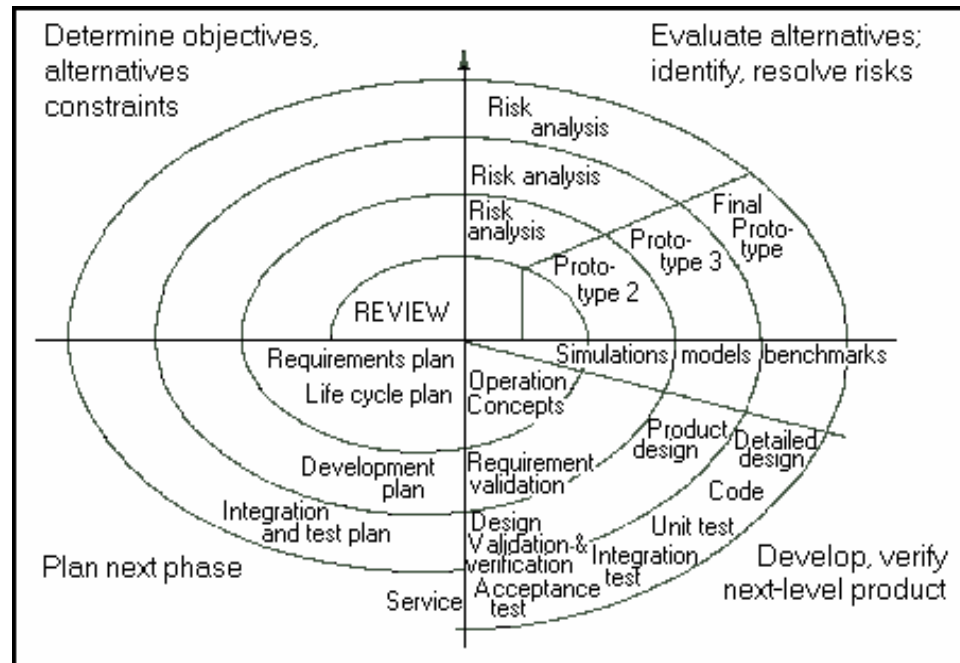 Determine objectives,
alternatives
constraints
Evaluate alternatives;
identify, resolve risks
Risk
analysis
Risk analysis
Risk
analysis
Final
Proto-
type
Proto-
type 3
Proto-
type 2
REVIEW
Requirements plan
Life cycle plan
Simulations models benchmarks
Operation
Concepts
Development
plan
Requirement
validation
Product
design
Detailed
design
Code
Integration
and test plan
Design
Validation-&
verification
Unit test
Integration
test
Acceptance
test
Service
Plan next phase
Develop, verify
next-level product